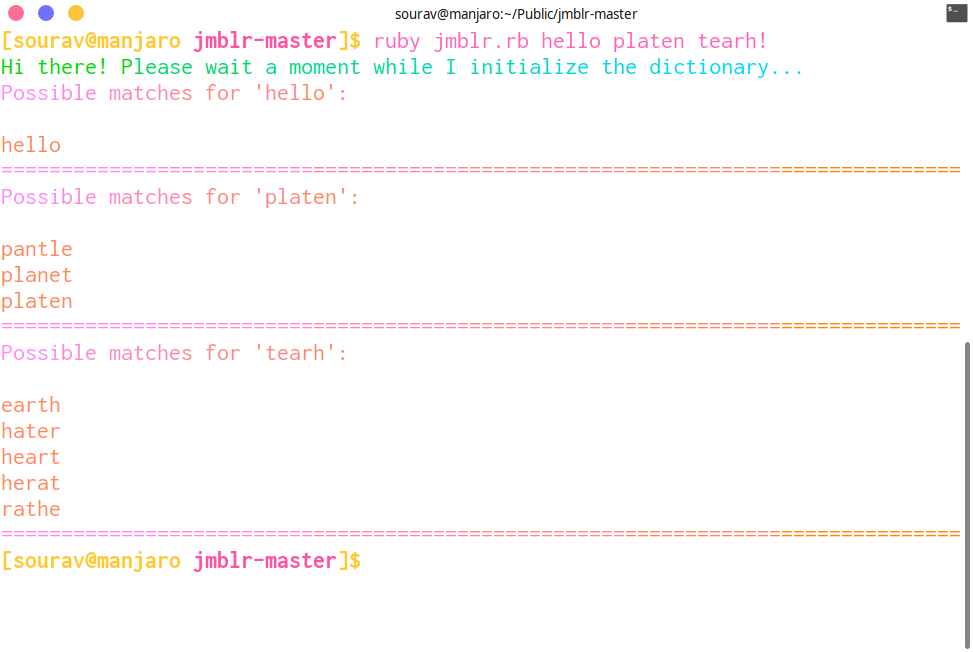 sourav@manjaro:~/Public/jmblr-master
[sourav@manjaro jmblr-master]$ ruby jmblr.rb hello platen tearh!
Hi there! Please wait a moment while I initialize the dictionary...
Possible matches for 'hello':
hello
================================================================================
Possible matches for 'platen':
pantle
planet
platen
================================================================================
Possible matches for 'tearh':
earth
hater
heart
herat
rathe
================================================================================
[sourav@manjaro jmblr-master]$